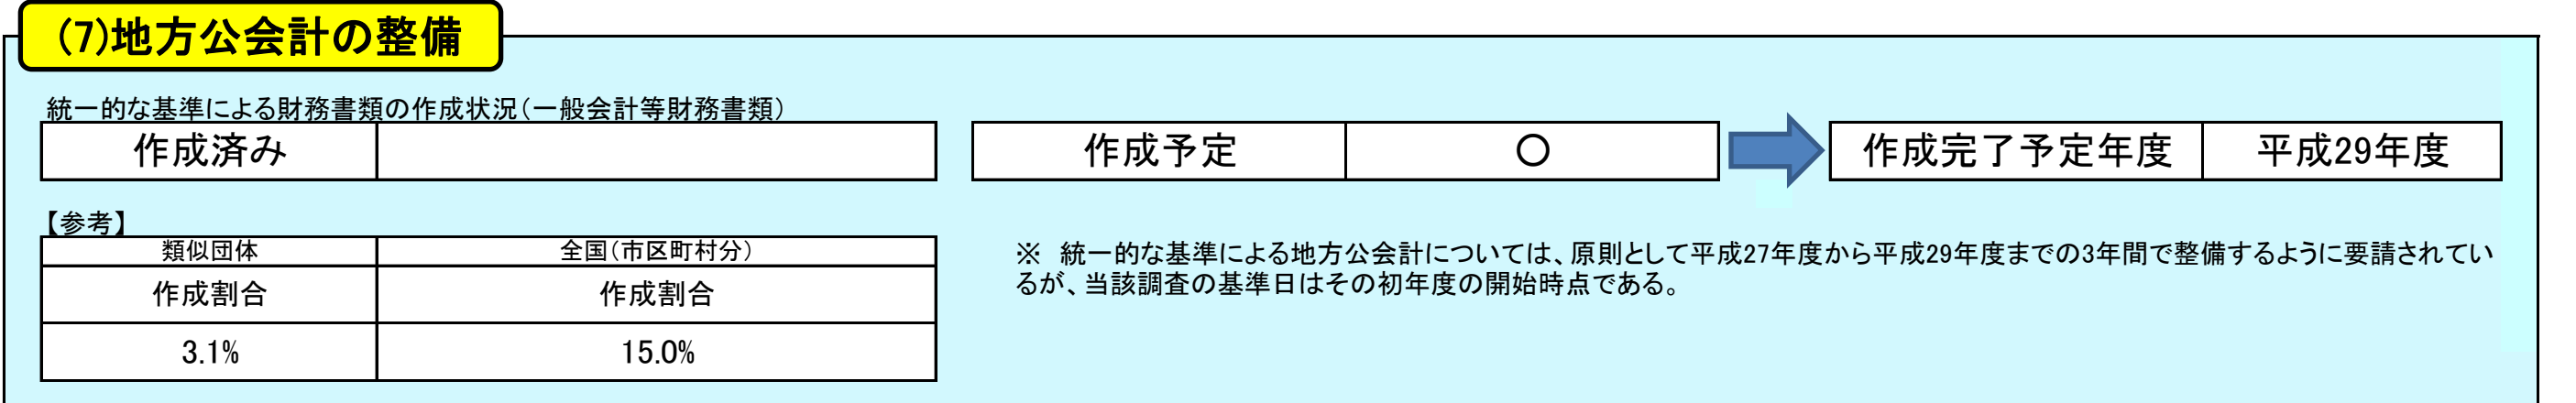 (7)地方公会計の整備
統一的な基準による財務書類の作成状況(一般会計等財務書類)
作成済み
作成予定 ○
作成完了予定年度 平成29年度
【参考】
類似団体 全国(市区町村分)
作成割合 作成割合
3.1% 15.0%
※ 統一的な基準による地方公会計については、原則として平成27年度から平成29年度までの3年間で整備するように要請されてい
るが、当該調査の基準日はその初年度の開始時点である。